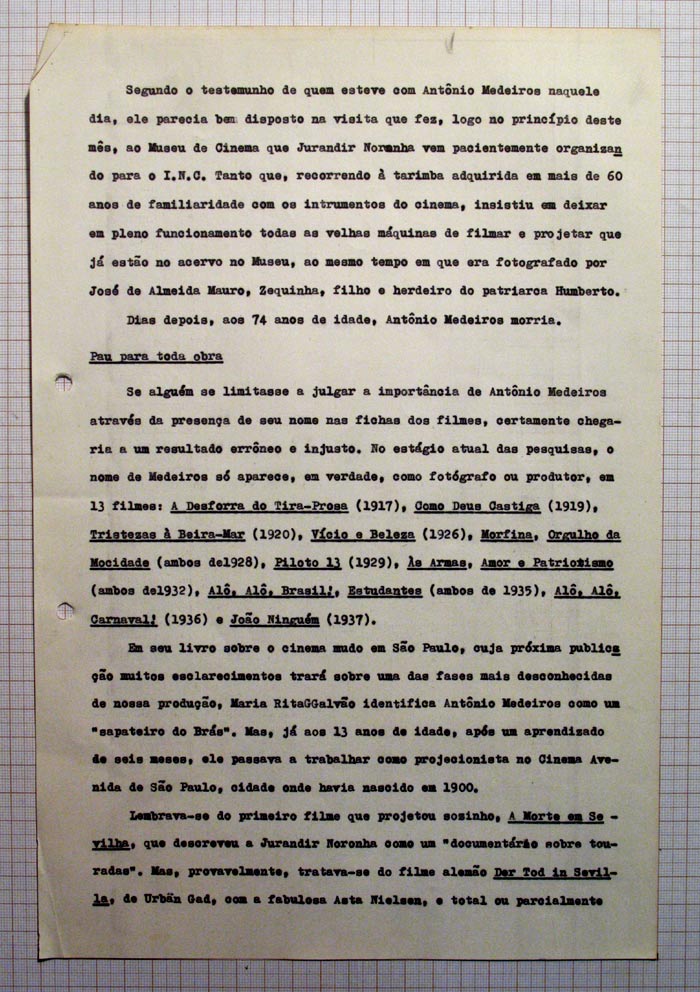 Segundo o testemunho de quem esteve com Antônio Medeiros naquele
dia, ele parecia bem disposto na visita que fez, logo no princípio deste
mês, ao Museu de Cinema que Jurandir Noronha vem pacientemente organizan
do para o I.N.C. Tanto que, recorrendo à tarimba adquirida em mais de 60
anos de familiaridade com os intrumentos do cinema, insistiu em deixar
em pleno funcionamento todas as velhas máquinas de filmar e projetar que
já estão no acervo no Museu, ao mesmo tempo em que era fotografado por
José de Almeida Mauro, Zequinha, filho e herdeiro do patriarca Humberto.
Dias depois, aos 74 anos de idade, Antônio Medeiros morria.
Pau para toda obra
Se alguém se limitasse a julgar a importância de Antônio Medeiros
através da presença de seu nome nas fichas dos filmes, certamente chega-
ria a um resultado errôneo e injusto. No estágio atual das pesquisas, o
nome de Medeiros só aparece, em verdade, como fotógrafo ou produtor, em
13 filmes: A Desforra do Tira-Prosa (1917), Como Deus Castiga (1919),
Tristezas à Beira-Mar (1920), Vício e Beleza (1926), Morfina, Orgulho da
Mocidade (ambos de1928), Piloto 13 (1929), Às Armas, Amor e Patriotismo
(ambos de1932), Alô, Alô, Brasil!, Estudantes (ambos de 1935), Alô, Alô,
Carnaval! (1936) e João Ninguém (1937).
Em seu livro sobre o cinema mudo em São Paulo, cuja próxima publica
ção muitos esclarecimentos trará sobre uma das fases mais desconhecidas
de nossa produção, Maria RitaGGalvão identifica Antônio Medeiros como um
"sapateiro do Brás". Mas, já aos 13 anos de idade, após um aprendizado
de seis meses, ele passava a trabalhar como projecionista no Cinema Ave-
nida de São Paulo, cidade onde havia nascido em 1900.
Lembrava-se do primeiro filme que projetou sosinho, A Morte em Se -
vilha, que descreveu a Jurandir Noronha como um "documentário sobre tou-
radas". Mas, provavelmente, tratava-se do filme alemão Der Tod in Sevil-
la, de Urbän Gad, com a fabulosa Asta Nielsen, e total ou parcialmente